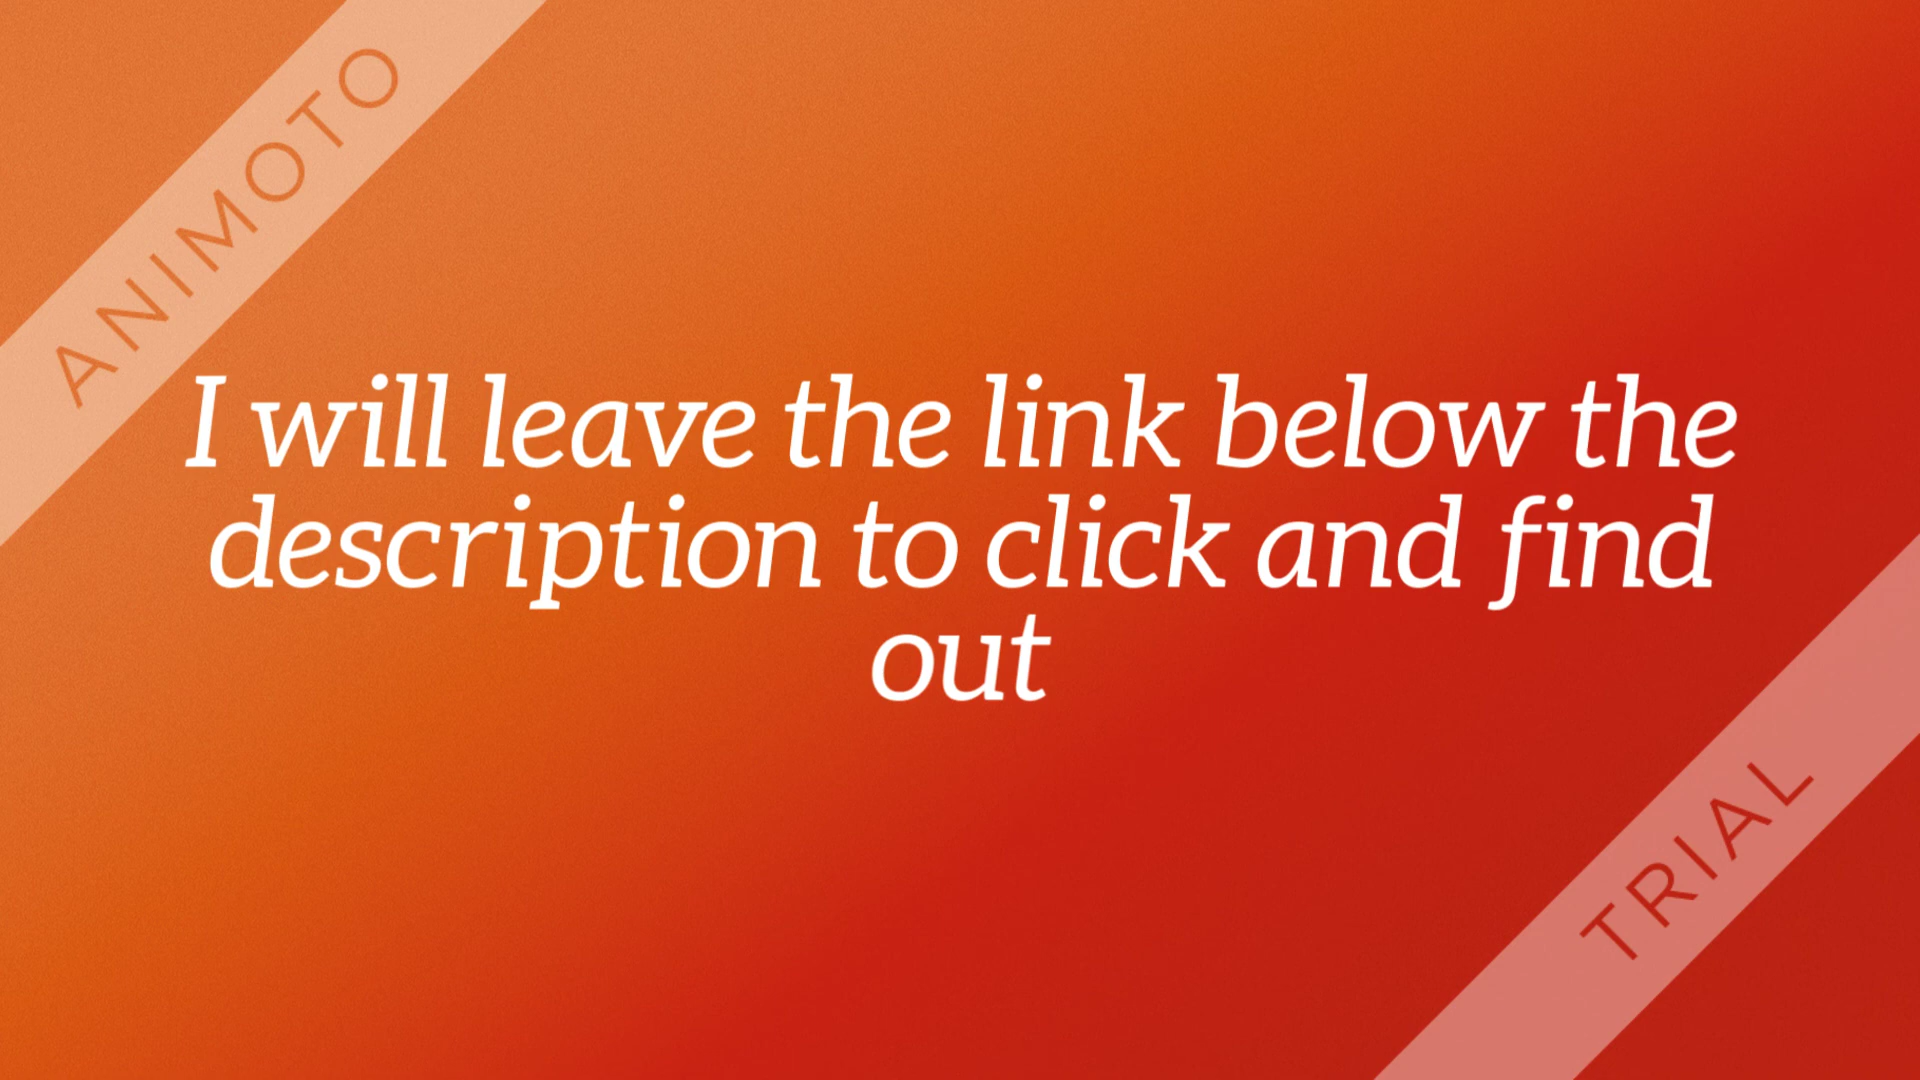 ANIMOTO
I will leave the link below the
description to click and find
out
TRIAL